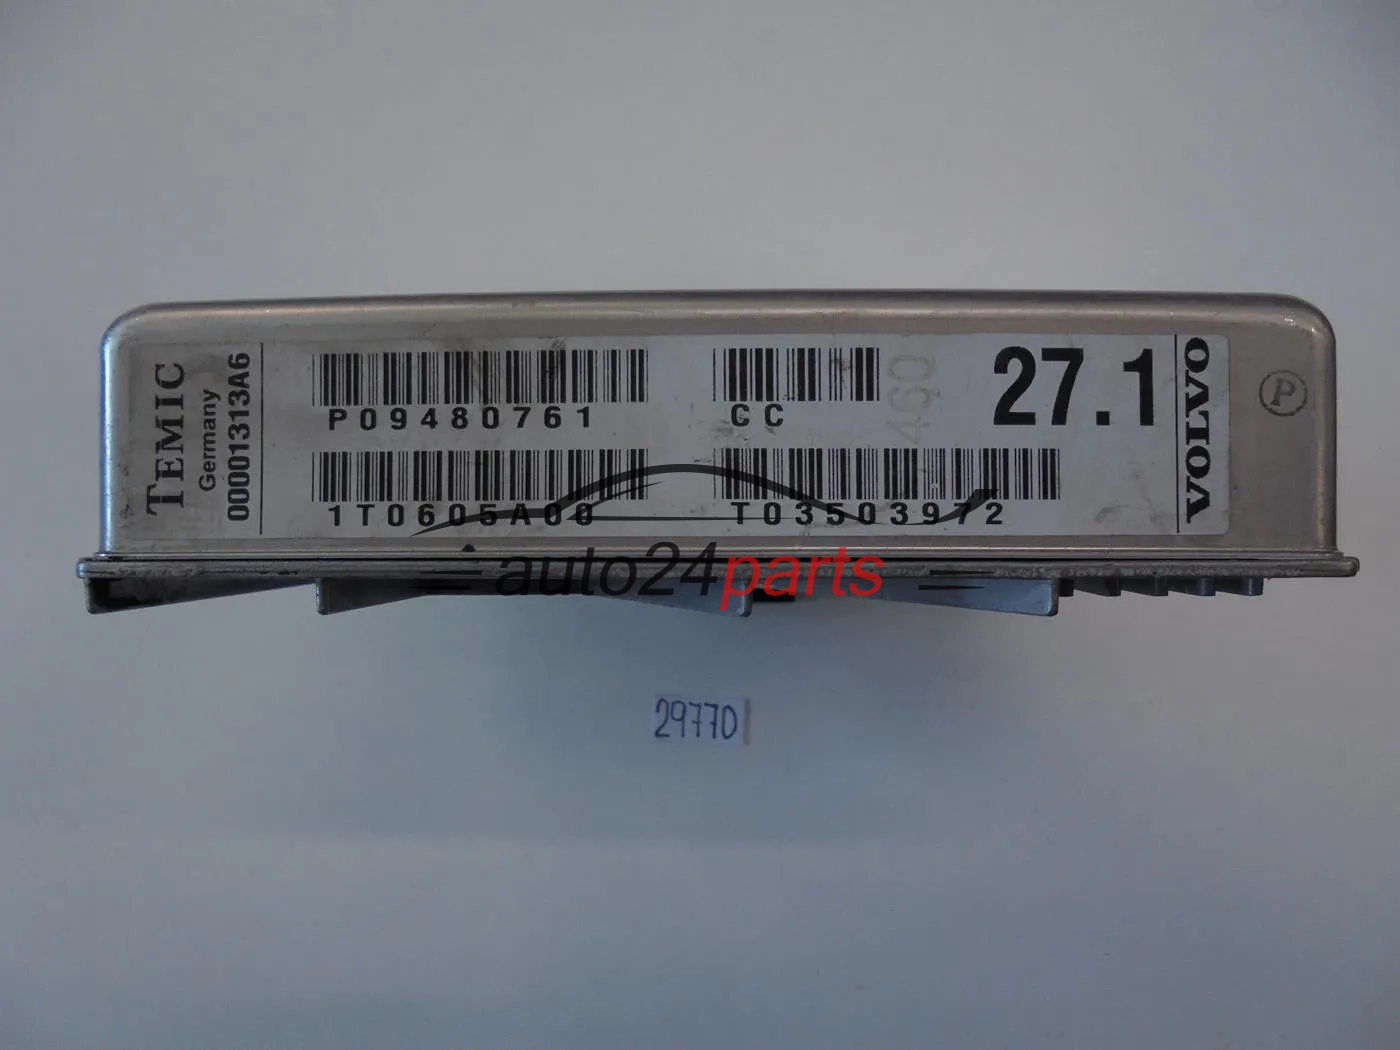 TEMIC
Germany
00001313A6
P09480761
CC
460
27.1
VOLVO
P
1T0605A00
T03503972
auto24parts
29770